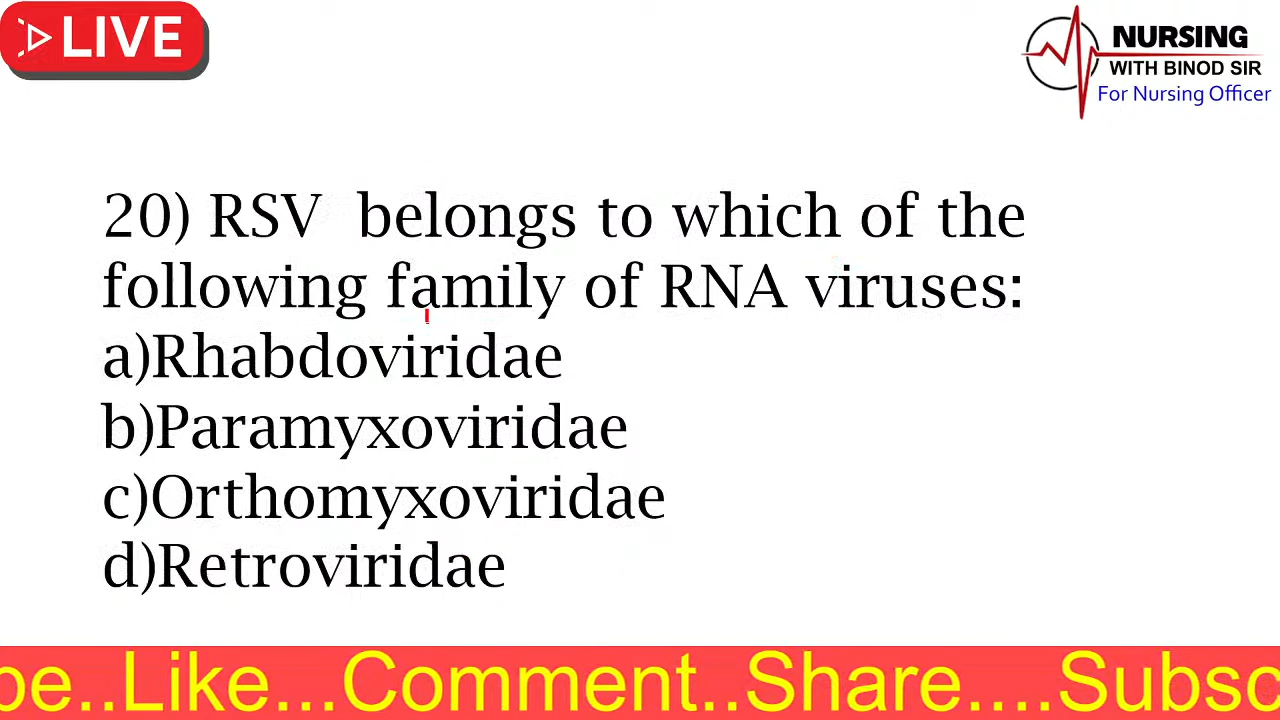 LIVE
NURSING
WITH BINOD SIR
For Nursing Officer
20) RSV belongs to which of the
following family of RNA viruses:
a)Rhabdoviridae
b)Paramyxoviridae
c)Orthomyxoviridae
d)Retroviridae
be..Like...Comment..Share....Subsc